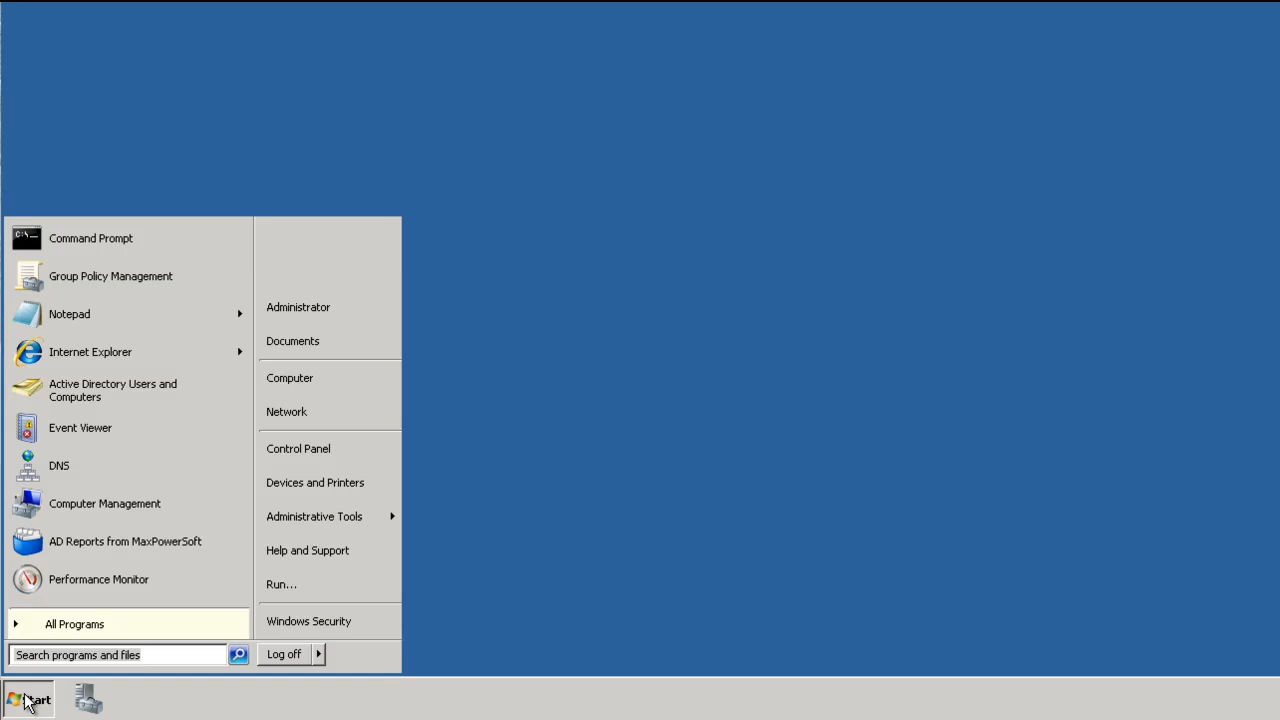 Command Prompt
Group Policy Management
Notepad
Internet Explorer
Active Directory Users and
Computers
Event Viewer
DNS
Computer Management
AD Reports from MaxPowerSoft
Performance Monitor
All Programs
Search programs and files
Administrator
Documents
Computer
Network
Control Panel
Devices and Printers
Administrative Tools
Help and Support
Run...
Windows Security
Log off
Start